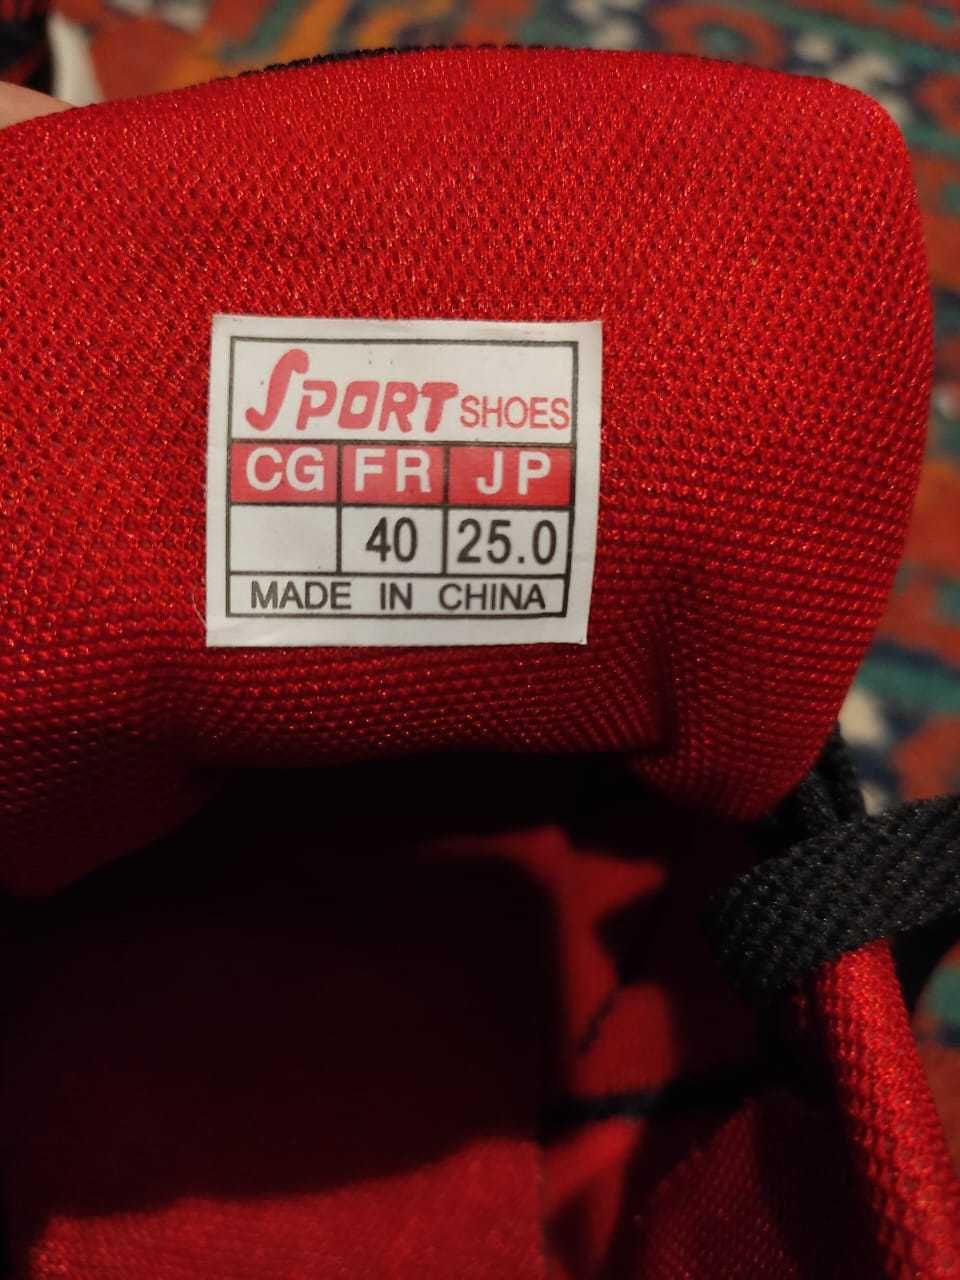 SPORT SHOES
CG FR JP
40 25.0
MADE IN CHINA